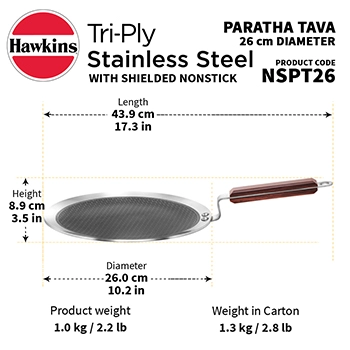 Hawkins
Tri-Ply
Stainless Steel
WITH SHIELDED NONSTICK
PARATHA TAVA
26 cm DIAMETER
PRODUCT CODE
NSPT26
Length
43.9 cm
17.3 in
Height
8.9 cm
3.5 in
Diameter
26.0 cm
10.2 in
Product weight
1.0 kg / 2.2 lb
Weight in Carton
1.3 kg / 2.8 lb